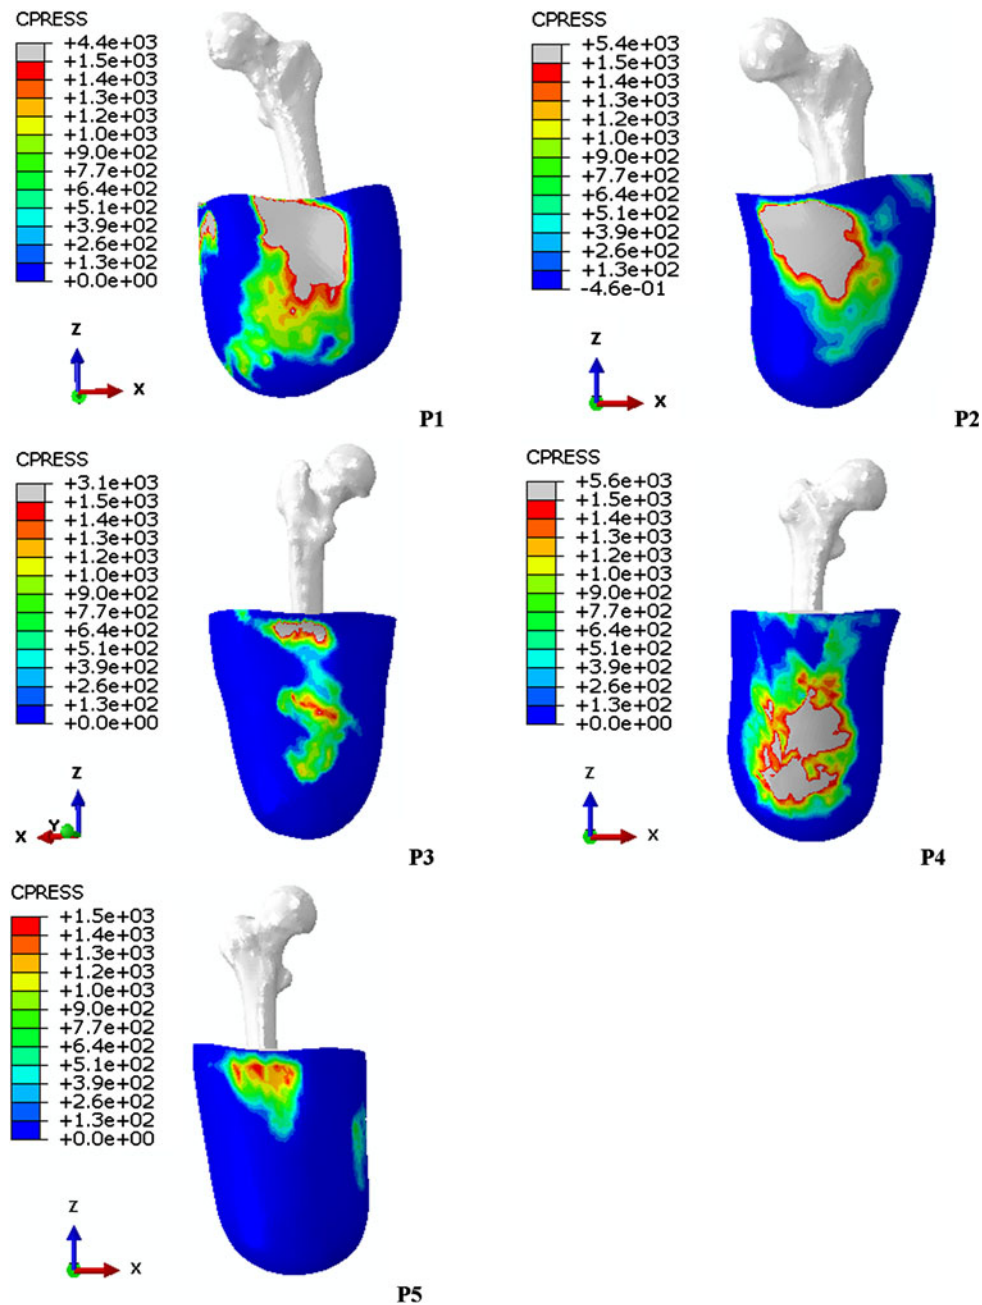 CPRESS
+4.4e+03
+1.5e+03
+1.4e+03
+1.3e+03
+1.2e+03
+1.0e+03
+9.0e+02
+7.7e+02
+6.4e+02
+5.1e+02
+3.9e+02
+2.6e+02
+1.3e+02
+0.0e+00
Z
X
P1
CPRESS
+5.4e+03
+1.5e+03
+1.4e+03
+1.3e+03
+1.2e+03
+1.0e+03
+9.0e+02
+7.7e+02
+6.4e+02
+5.1e+02
+3.9e+02
+2.6e+02
+1.3e+02
-4.6e-01
Z
X
P2
CPRESS
+3.1e+03
+1.5e+03
+1.4e+03
+1.3e+03
+1.2e+03
+1.0e+03
+9.0e+02
+7.7e+02
+6.4e+02
+5.1e+02
+3.9e+02
+2.6e+02
+1.3e+02
+0.0e+00
Z
Y
X
P3
CPRESS
+5.6e+03
+1.5e+03
+1.4e+03
+1.3e+03
+1.2e+03
+1.0e+03
+9.0e+02
+7.7e+02
+6.4e+02
+5.1e+02
+3.9e+02
+2.6e+02
+1.3e+02
+0.0e+00
Z
X
P4
CPRESS
+1.5e+03
+1.4e+03
+1.3e+03
+1.2e+03
+1.0e+03
+9.0e+02
+7.7e+02
+6.4e+02
+5.1e+02
+3.9e+02
+2.6e+02
+1.3e+02
+0.0e+00
Z
X
P5